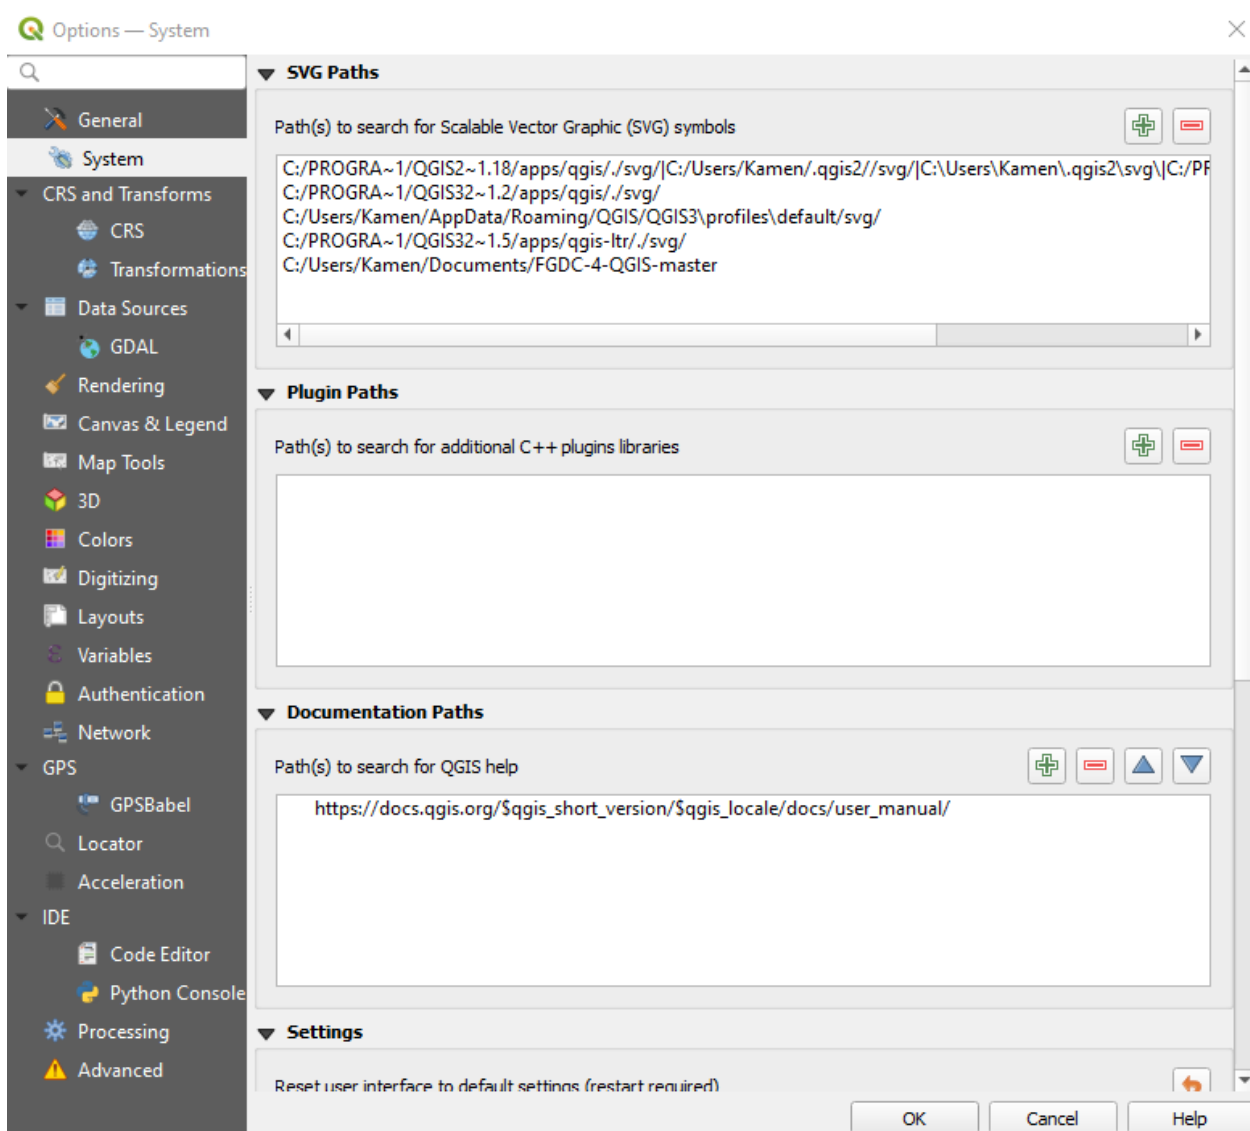 Options — System
General
System
CRS and Transforms
CRS
Transformations
Data Sources
GDAL
Rendering
Canvas & Legend
Map Tools
3D
Colors
Digitizing
Layouts
Variables
Authentication
Network
GPS
GPSBabel
Locator
Acceleration
IDE
Code Editor
Python Console
Processing
Advanced
SVG Paths
Path(s) to search for Scalable Vector Graphic (SVG) symbols
C:/PROGRA~1/QGIS2~1.18/apps/qgis/./svg/|C:/Users/Kamen/.qgis2//svg/|C:\Users\Kamen\.qgis2\svg\|C:/PR
C:/PROGRA~1/QGIS32~1.2/apps/qgis/./svg/
C:/Users/Kamen/AppData/Roaming/QGIS/QGIS3\profiles\default/svg/
C:/PROGRA~1/QGIS32~1.5/apps/qgis-ltr/./svg/
C:/Users/Kamen/Documents/FGDC-4-QGIS-master
Plugin Paths
Path(s) to search for additional C++ plugins libraries
Documentation Paths
Path(s) to search for QGIS help
https://docs.qgis.org/$qgis_short_version/$qgis_locale/docs/user_manual/
Settings
Reset user interface to default settings (restart required)
OK
Cancel
Help